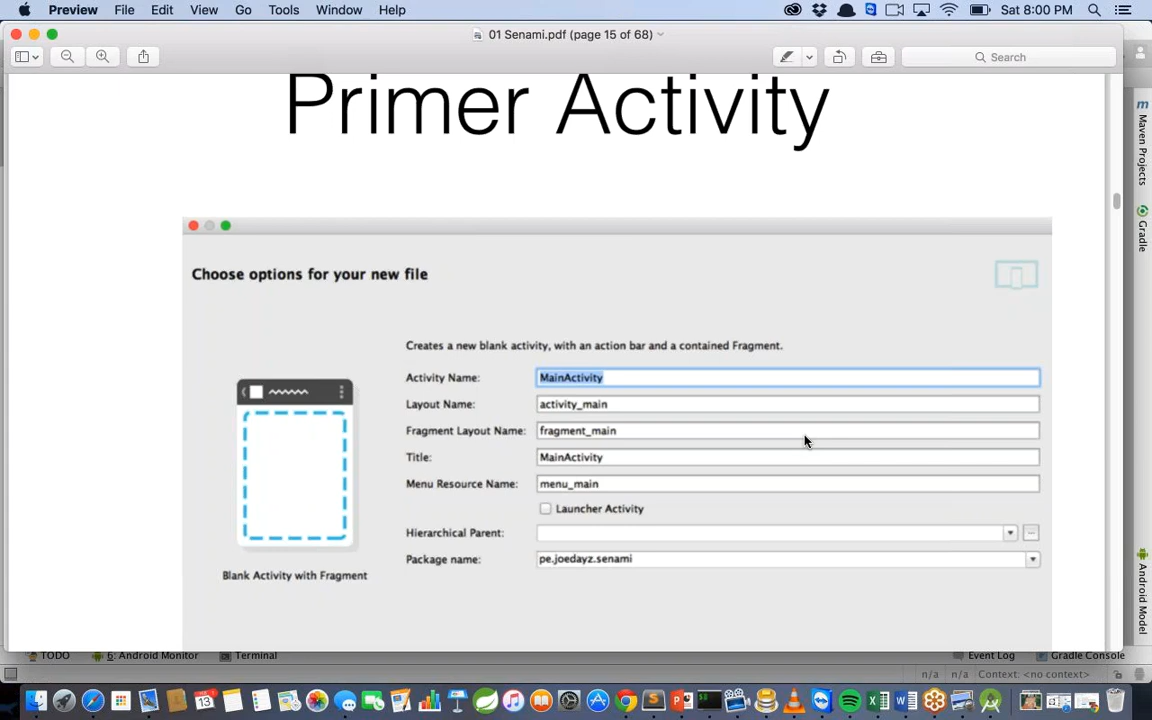 Preview File Edit View Go Tools Window Help Sat 8:00 PM
01 Senami.pdf (page 15 of 68)
Search
Primer Activity
Choose options for your new file
Creates a new blank activity, with an action bar and a contained Fragment.
Activity Name: MainActivity
Layout Name: activity_main
Fragment Layout Name: fragment_main
Title: MainActivity
Menu Resource Name: menu_main
Launcher Activity
Hierarchical Parent:
Package name: pe.joedayz.senami
Blank Activity with Fragment
m Maven Projects
Gradle
Android Model
TODO 6: Android Monitor Terminal Event Log Gradle Console
n/a n/a Context: <no context>
13